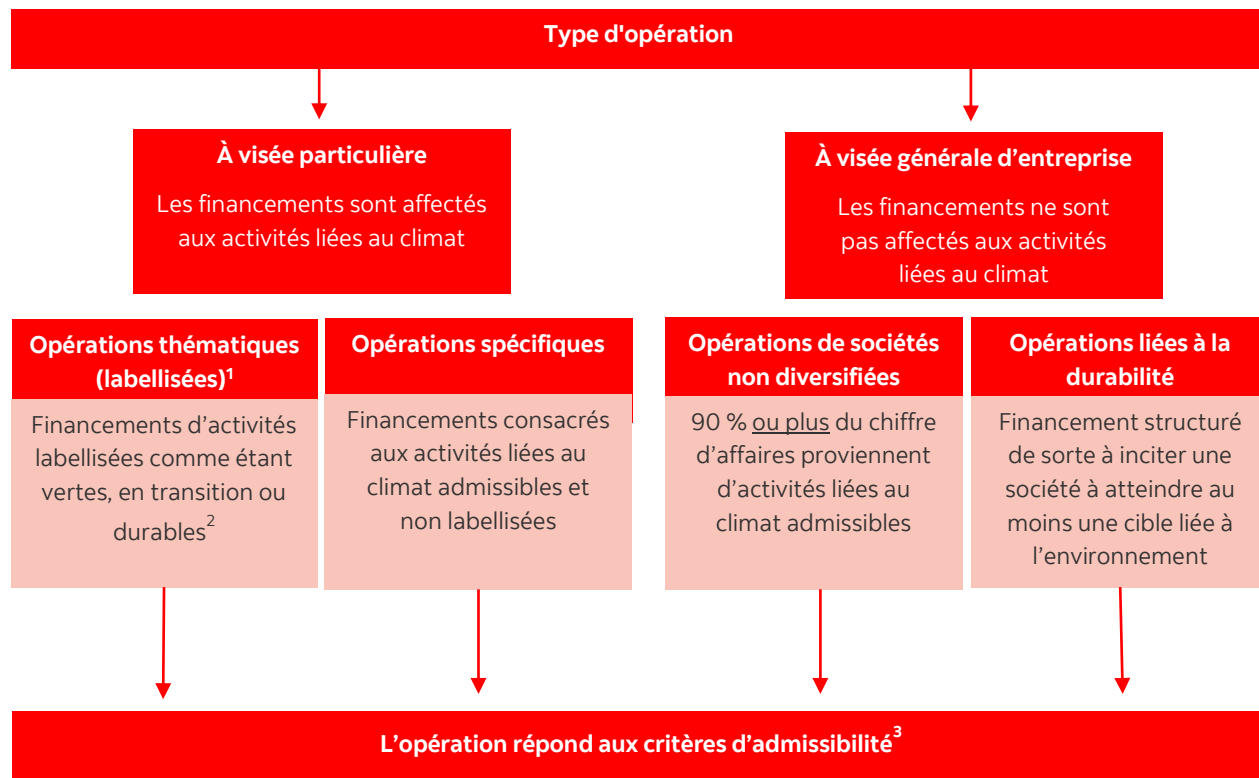 Type d'opération
À visée particulière
Les financements sont affectés
aux activités liées au climat
À visée générale d’entreprise
Les financements ne sont
pas affectés aux activités
liées au climat
Opérations thématiques
(labellisées)¹
Financements d’activités
labellisées comme étant
vertes, en transition ou
durables²
Opérations spécifiques
Financements consacrés
aux activités liées au
climat admissibles et
non labellisées
Opérations de sociétés
non diversifiées
90 % ou plus du chiffre
d’affaires proviennent
d’activités liées au
climat admissibles
Opérations liées à la
durabilité
Financement structuré
de sorte à inciter une
société à atteindre au
moins une cible liée à
l’environnement
L’opération répond aux critères d’admissibilité³